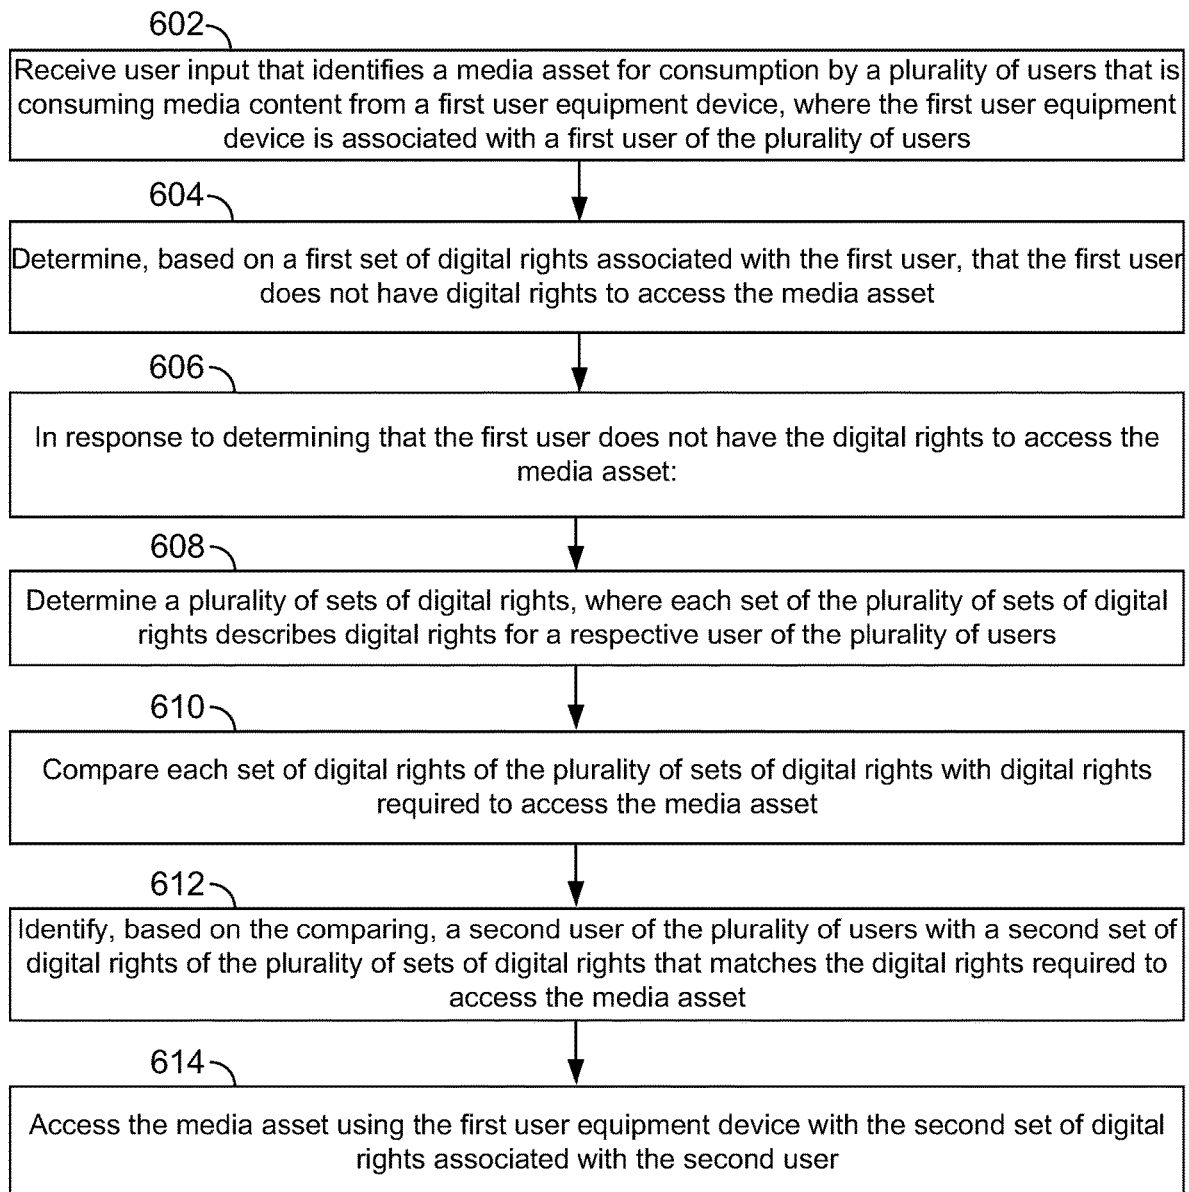 602
Receive user input that identifies a media asset for consumption by a plurality of users that is
consuming media content from a first user equipment device, where the first user equipment
device is associated with a first user of the plurality of users
604
Determine, based on a first set of digital rights associated with the first user, that the first user
does not have digital rights to access the media asset
606
In response to determining that the first user does not have the digital rights to access the
media asset:
608
Determine a plurality of sets of digital rights, where each set of the plurality of sets of digital
rights describes digital rights for a respective user of the plurality of users
610
Compare each set of digital rights of the plurality of sets of digital rights with digital rights
required to access the media asset
612
Identify, based on the comparing, a second user of the plurality of users with a second set of
digital rights of the plurality of sets of digital rights that matches the digital rights required to
access the media asset
614
Access the media asset using the first user equipment device with the second set of digital
rights associated with the second user